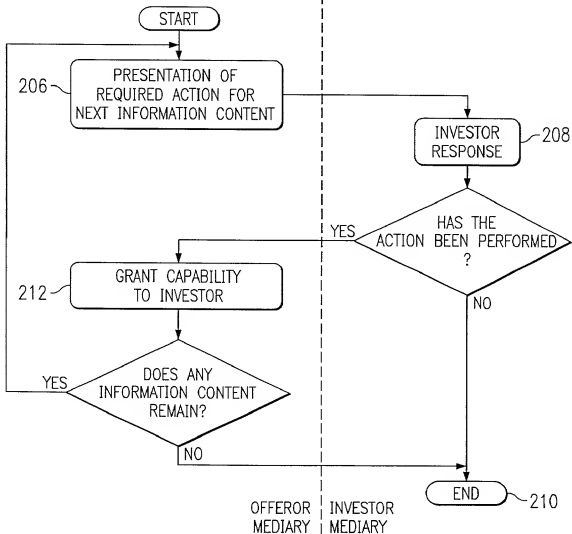 START
206
PRESENTATION OF
REQUIRED ACTION FOR
NEXT INFORMATION CONTENT
INVESTOR
RESPONSE
208
HAS THE
ACTION BEEN PERFORMED
?
YES
NO
212
GRANT CAPABILITY
TO INVESTOR
DOES ANY
INFORMATION CONTENT
REMAIN?
YES
NO
END
210
OFFEROR
MEDIARY
INVESTOR
MEDIARY